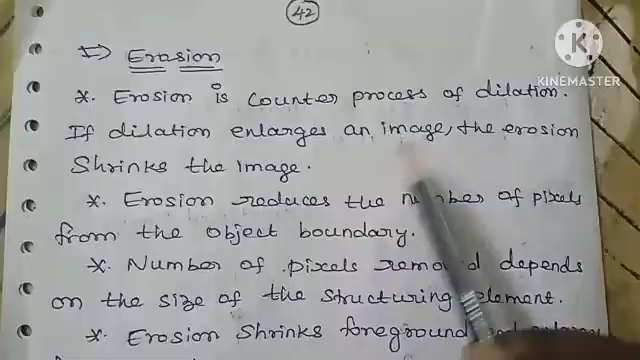 42
I) Erosion
KINEMASTER
* Erosion is counter process of dilation.
If dilation enlarges an image, the erosion
Shrinks the image.
* Erosion reduces the number of pixels
from the object boundary.
* Number of pixels removed depends
on the size of the structuring element.
* Erosion shrinks foreground